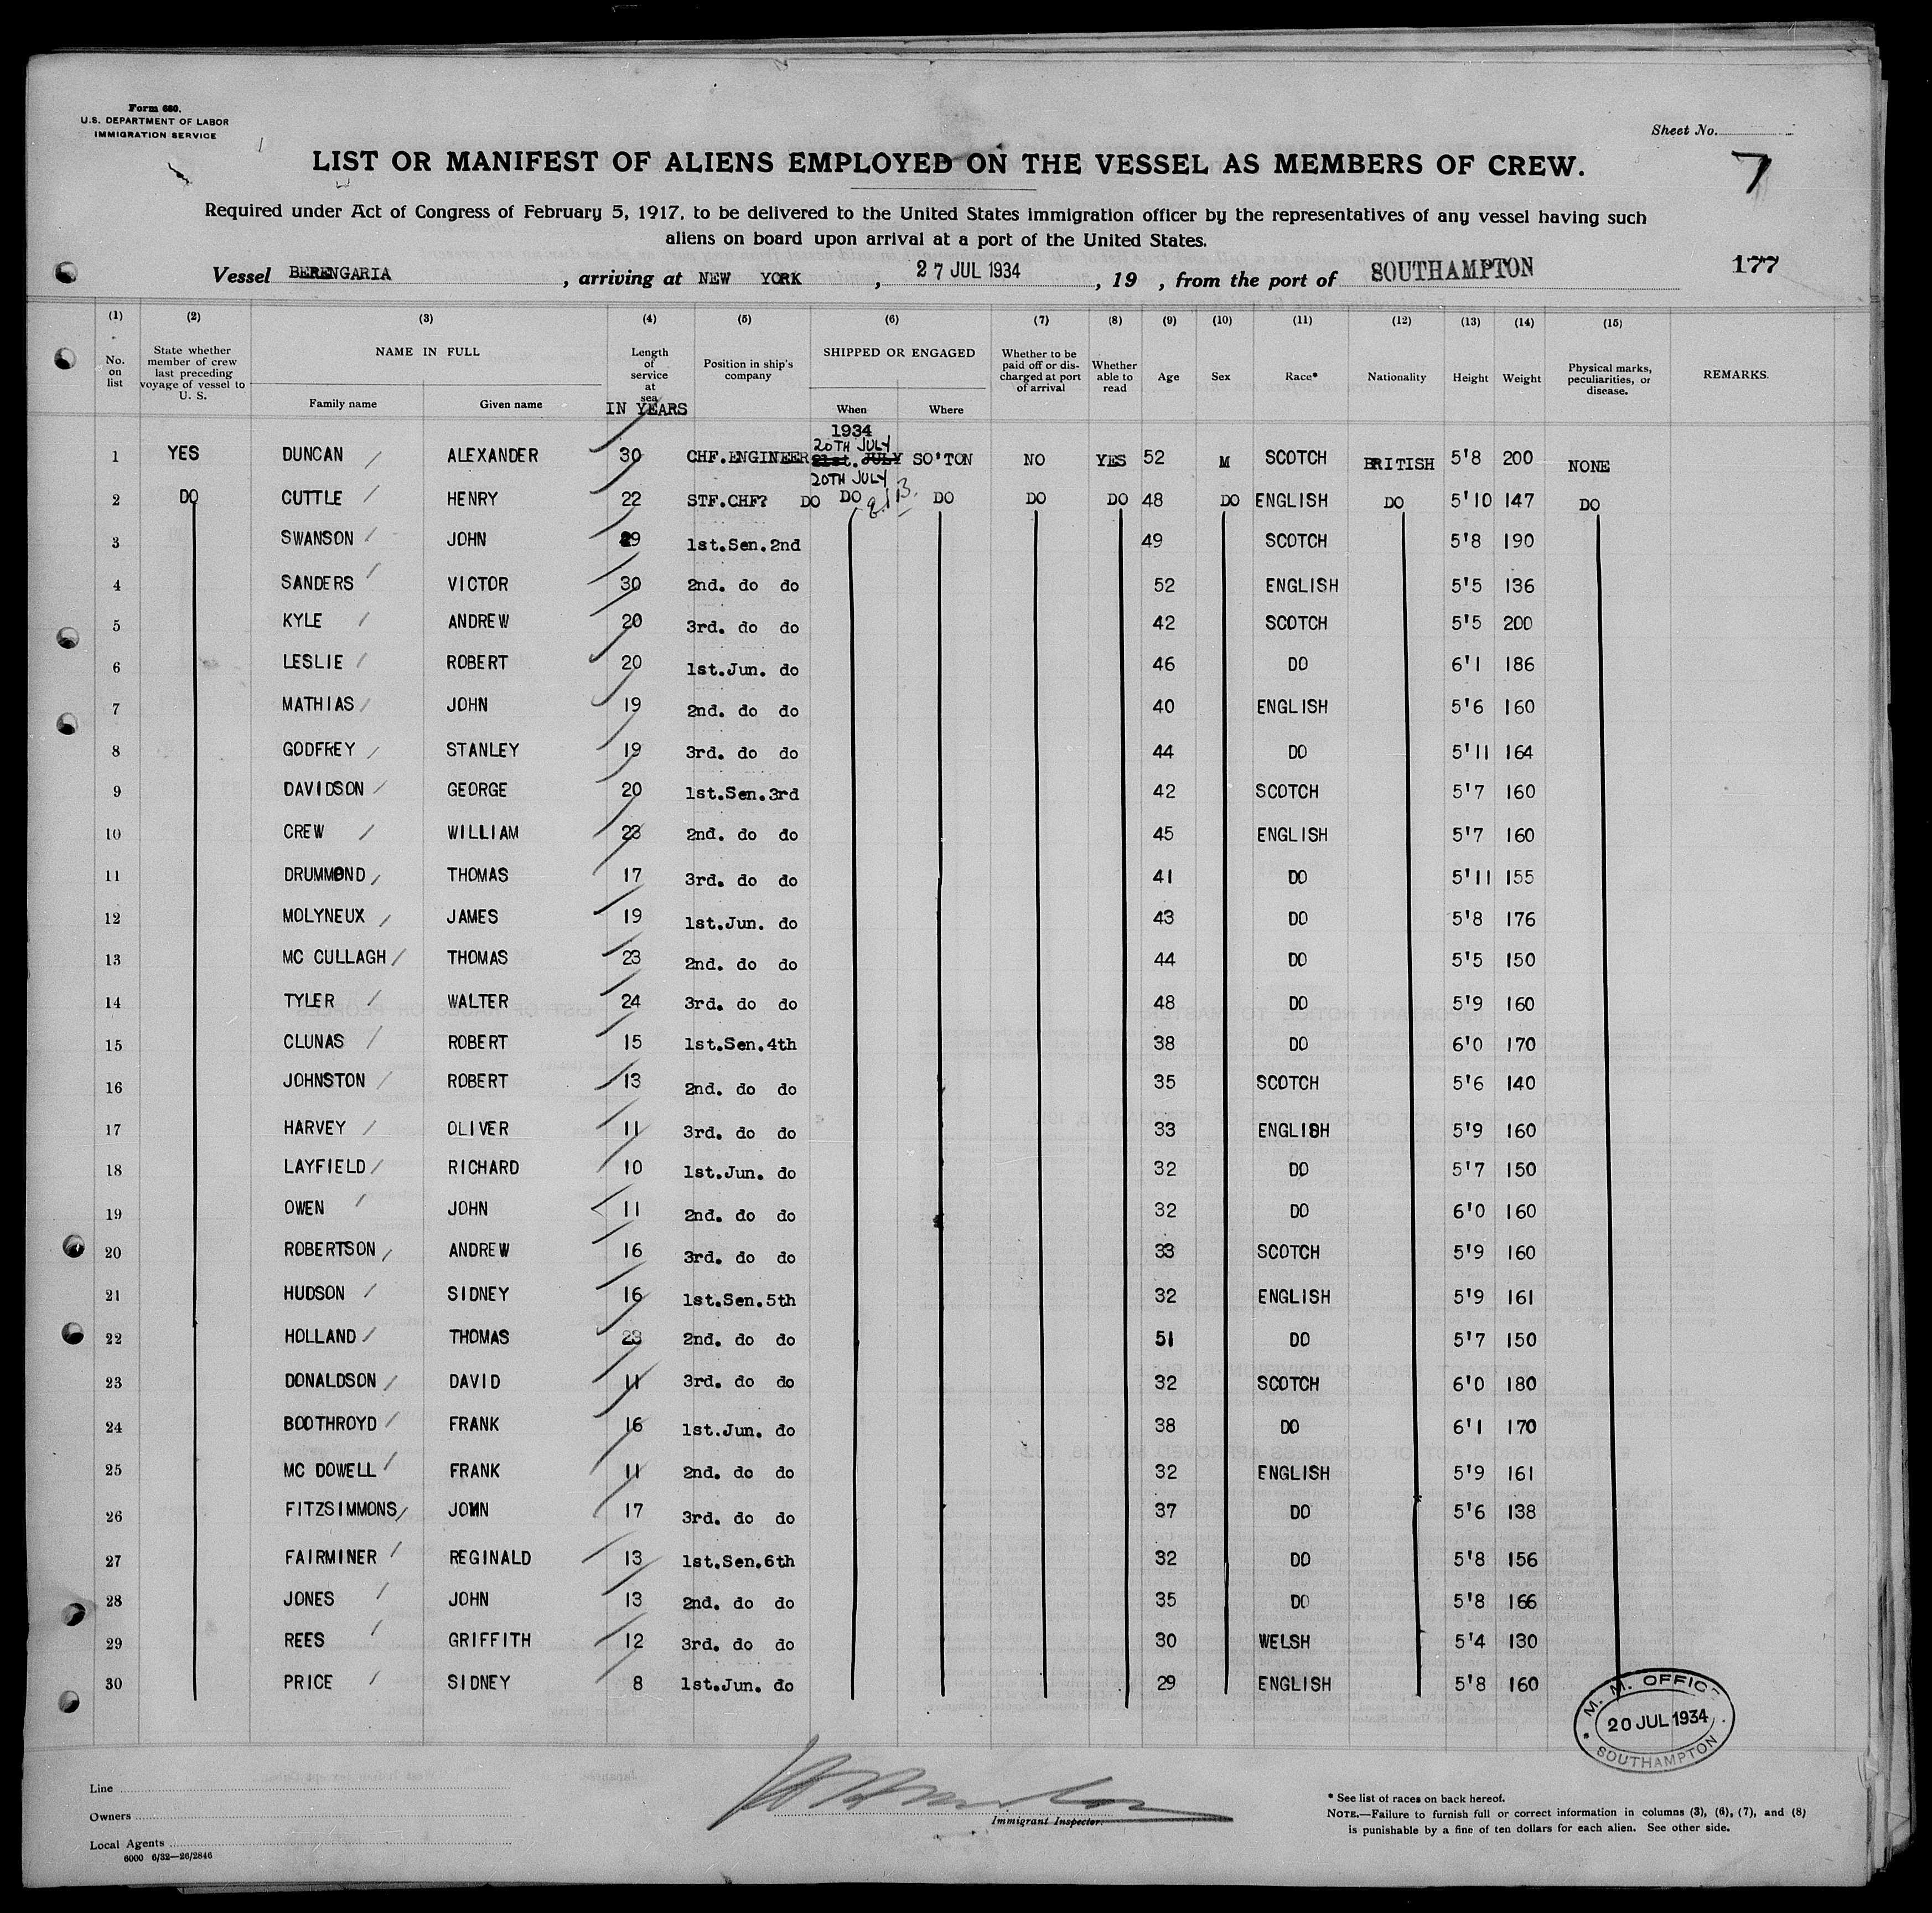 Form 680.
U.S. DEPARTMENT OF LABOR
IMMIGRATION SERVICE
Sheet No.
7
LIST OR MANIFEST OF ALIENS EMPLOYED ON THE VESSEL AS MEMBERS OF CREW.
Required under Act of Congress of February 5, 1917, to be delivered to the United States immigration officer by the representatives of any vessel having such
aliens on board upon arrival at a port of the United States.
Vessel BERENGARIA, arriving at NEW YORK, 27 JUL 1934, 19 , from the port of SOUTHAMPTON 177
(1) (2) (3) (4) (5) (6) (7) (8) (9) (10) (11) (12) (13) (14) (15)
No. on list State whether member of crew last preceding voyage of vessel to U. S. NAME IN FULL Family name Given name Length of service at sea IN YEARS Position in ship's company SHIPPED OR ENGAGED When Where Whether to be paid off or discharged at port of arrival Whether able to read Age Sex Race* Nationality Height Weight Physical marks, peculiarities, or disease. REMARKS.
1934
20TH JULY
1 YES DUNCAN ALEXANDER 30 CHF.ENGINEER 21st. JULY SO'TON NO YES 52 M SCOTCH BRITISH 5'8 200 NONE
20TH JULY
2 DO CUTTLE HENRY 22 STF.CHF? DO DO DO DO DO 48 DO ENGLISH DO 5'10 147 DO
3 SWANSON JOHN 29 1st.Sen.2nd 49 SCOTCH 5'8 190
4 SANDERS VICTOR 30 2nd. do do 52 ENGLISH 5'5 136
5 KYLE ANDREW 20 3rd. do do 42 SCOTCH 5'5 200
6 LESLIE ROBERT 20 1st.Jun. do 46 DO 6'1 186
7 MATHIAS JOHN 19 2nd. do do 40 ENGLISH 5'6 160
8 GODFREY STANLEY 19 3rd. do do 44 DO 5'11 164
9 DAVIDSON GEORGE 20 1st.Sen.3rd 42 SCOTCH 5'7 160
10 CREW WILLIAM 23 2nd. do do 45 ENGLISH 5'7 160
11 DRUMMOND THOMAS 17 3rd. do do 41 DO 5'11 155
12 MOLYNEUX JAMES 19 1st.Jun. do 43 DO 5'8 176
13 MC CULLAGH THOMAS 23 2nd. do do 44 DO 5'5 150
14 TYLER WALTER 24 3rd. do do 48 DO 5'9 160
15 CLUNAS ROBERT 15 1st.Sen.4th 38 DO 6'0 170
16 JOHNSTON ROBERT 13 2nd. do do 35 SCOTCH 5'6 140
17 HARVEY OLIVER 11 3rd. do do 33 ENGLISH 5'9 160
18 LAYFIELD RICHARD 10 1st.Jun. do 32 DO 5'7 150
19 OWEN JOHN 11 2nd. do do 32 DO 6'0 160
20 ROBERTSON ANDREW 16 3rd. do do 33 SCOTCH 5'9 160
21 HUDSON SIDNEY 16 1st.Sen.5th 32 ENGLISH 5'9 161
22 HOLLAND THOMAS 23 2nd. do do 51 DO 5'7 150
23 DONALDSON DAVID 11 3rd. do do 32 SCOTCH 6'0 180
24 BOOTHROYD FRANK 16 1st.Jun. do 38 DO 6'1 170
25 MC DOWELL FRANK 11 2nd. do do 32 ENGLISH 5'9 161
26 FITZSIMMONS JOHN 17 3rd. do do 37 DO 5'6 138
27 FAIRMINER REGINALD 13 1st.Sen.6th 32 DO 5'8 156
28 JONES JOHN 13 2nd. do do 35 DO 5'8 166
29 REES GRIFFITH 12 3rd. do do 30 WELSH 5'4 130
30 PRICE SIDNEY 8 1st.Jun. do 29 ENGLISH 5'8 160
M. M. OFFICE
20 JUL 1934
SOUTHAMPTON
Line
Owners
Local Agents
6000 6/32—26/2846
Immigrant Inspector.
* See list of races on back hereof.
NOTE.—Failure to furnish full or correct information in columns (3), (6), (7), and (8)
is punishable by a fine of ten dollars for each alien. See other side.